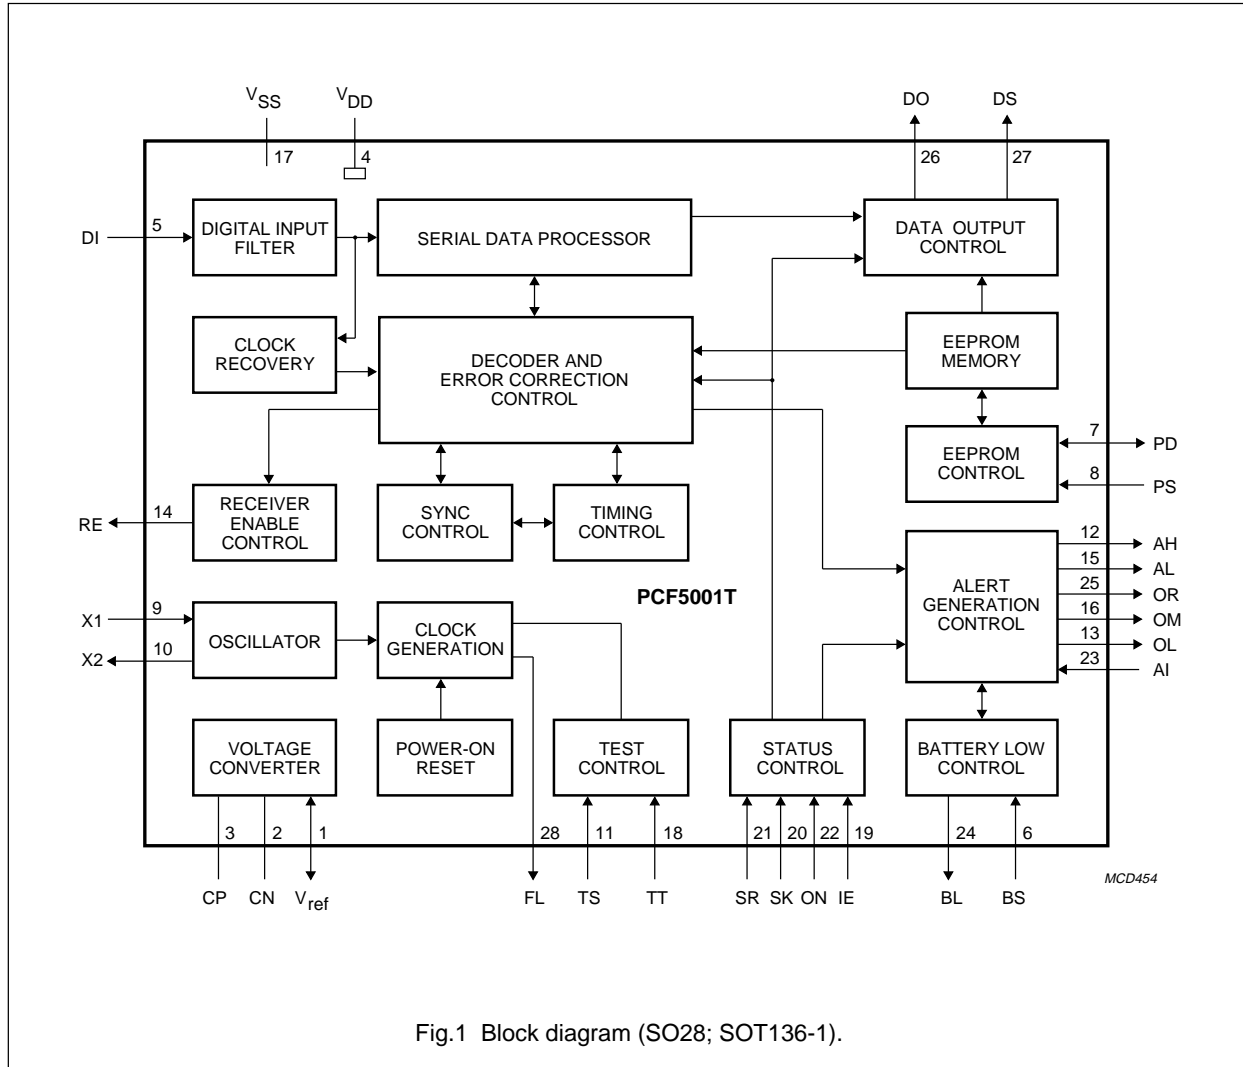 VSS
VDD
DO
DS
17
4
26
27
DI
5
DIGITAL INPUT
FILTER
SERIAL DATA PROCESSOR
DATA OUTPUT
CONTROL
CLOCK
RECOVERY
DECODER AND
ERROR CORRECTION
CONTROL
EEPROM
MEMORY
EEPROM
CONTROL
7
PD
8
PS
RE
14
RECEIVER
ENABLE
CONTROL
SYNC
CONTROL
TIMING
CONTROL
ALERT
GENERATION
CONTROL
12
AH
15
AL
25
OR
16
OM
13
OL
23
AI
PCF5001T
X1
9
X2
10
OSCILLATOR
CLOCK
GENERATION
VOLTAGE
CONVERTER
POWER-ON
RESET
TEST
CONTROL
STATUS
CONTROL
BATTERY LOW
CONTROL
3
2
1
28
11
18
21
20
22
19
24
6
CP
CN
Vref
FL
TS
TT
SR
SK
ON
IE
BL
BS
MCD454
Fig.1 Block diagram (SO28; SOT136-1).